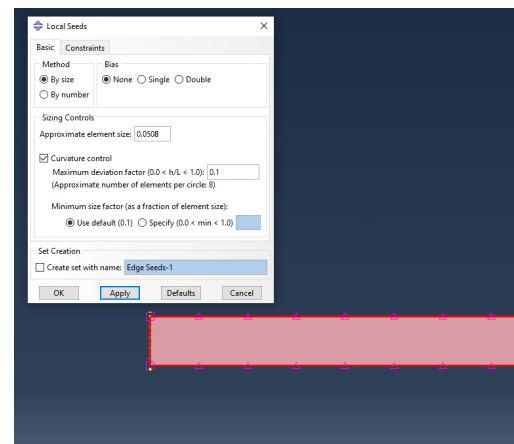 Local Seeds
Basic Constraints
Method Bias
By size None Single Double
By number
Sizing Controls
Approximate element size: 0.0508
Curvature control
Maximum deviation factor (0.0 < h/L < 1.0): 0.1
(Approximate number of elements per circle: 8)
Minimum size factor (as a fraction of element size):
Use default (0.1) Specify (0.0 < min < 1.0)
Set Creation
Create set with name: Edge Seeds-1
OK Apply Defaults Cancel